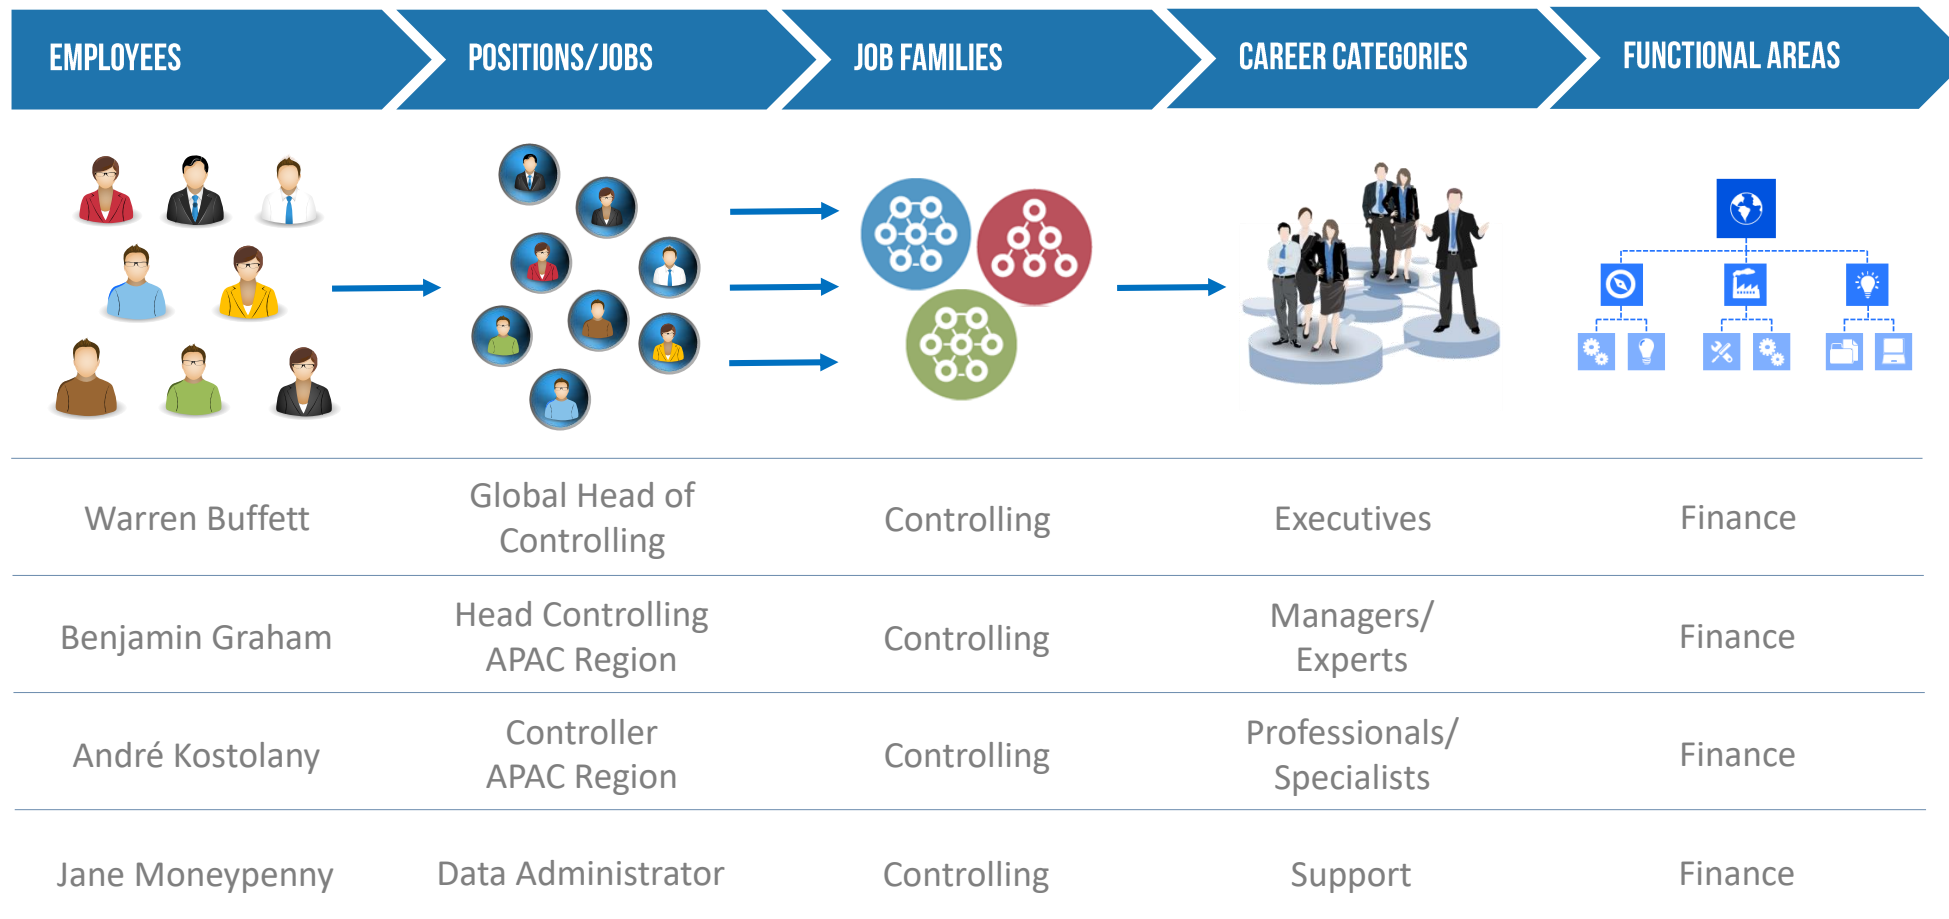 EMPLOYEES
POSITIONS/JOBS
JOB FAMILIES
CAREER CATEGORIES
FUNCTIONAL AREAS
Warren Buffett
Global Head of
Controlling
Controlling
Executives
Finance
Benjamin Graham
Head Controlling
APAC Region
Controlling
Managers/
Experts
Finance
André Kostolany
Controller
APAC Region
Controlling
Professionals/
Specialists
Finance
Jane Moneypenny
Data Administrator
Controlling
Support
Finance